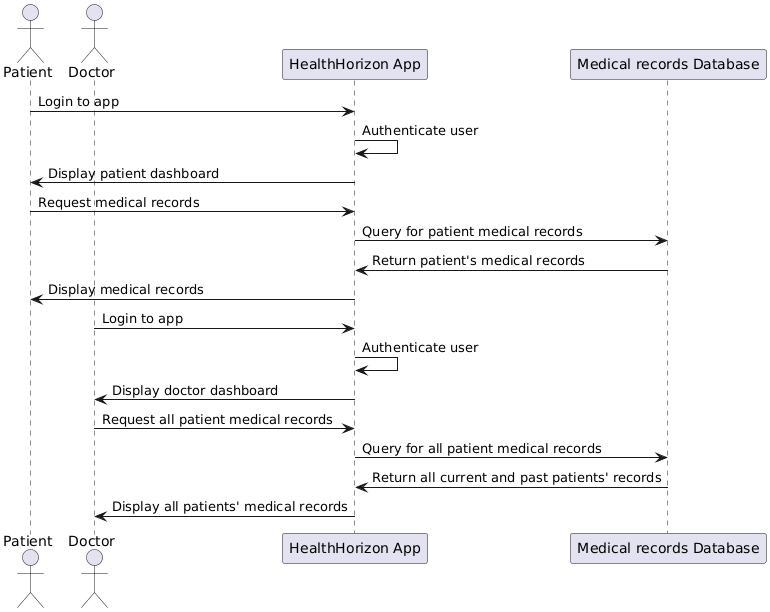 Patient
Doctor
HealthHorizon App
Medical records Database
Login to app
Authenticate user
Display patient dashboard
Request medical records
Query for patient medical records
Return patient's medical records
Display medical records
Login to app
Authenticate user
Display doctor dashboard
Request all patient medical records
Query for all patient medical records
Return all current and past patients' records
Display all patients' medical records
Patient
Doctor
HealthHorizon App
Medical records Database